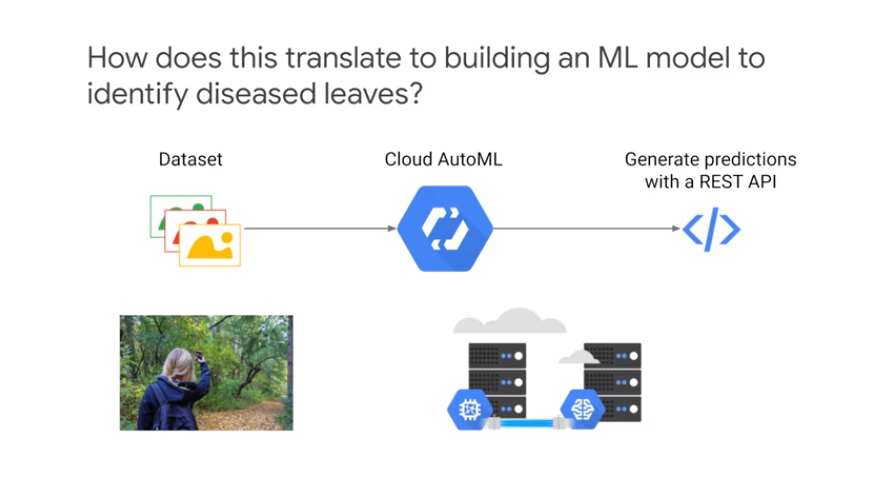 How does this translate to building an ML model to
identify diseased leaves?
Dataset
Cloud AutoML
Generate predictions
with a REST API